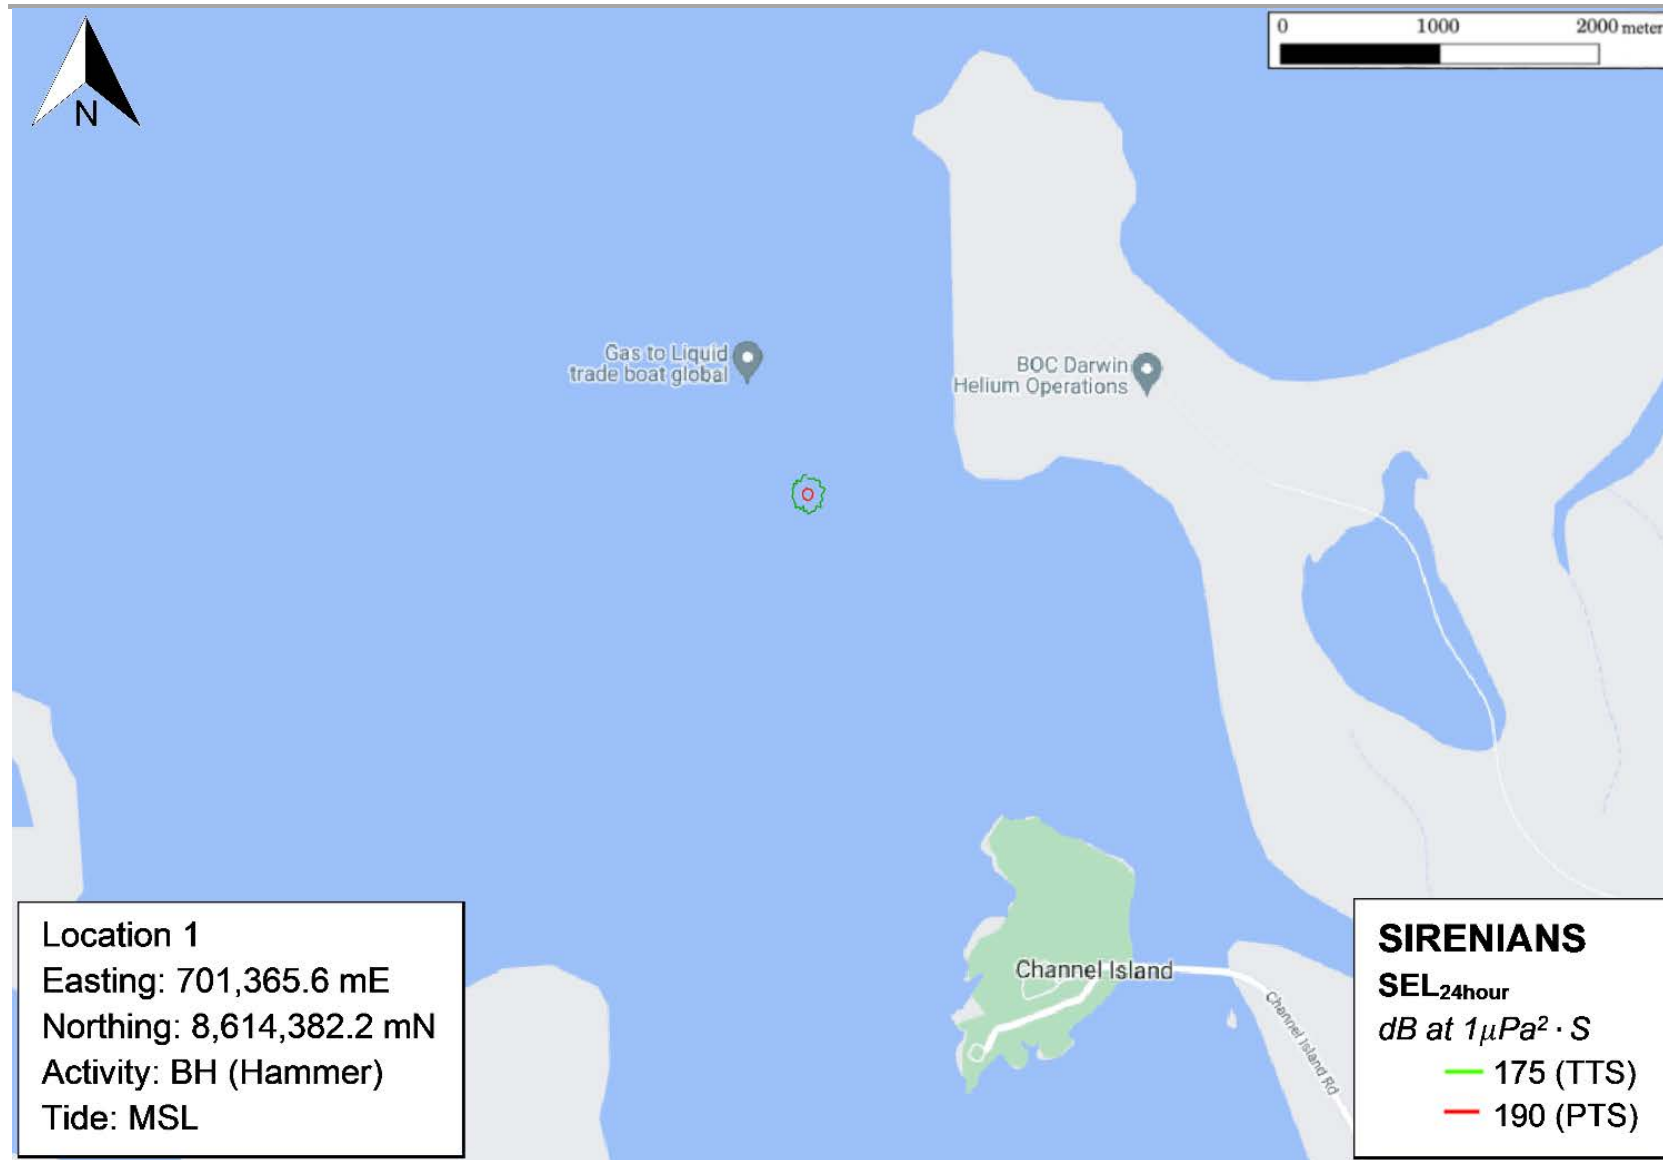 N
0 1000 2000 meter
Gas to Liquid
trade boat global
BOC Darwin
Helium Operations
Channel Island
Channel Island Rd
Location 1
Easting: 701,365.6 mE
Northing: 8,614,382.2 mN
Activity: BH (Hammer)
Tide: MSL
SIRENIANS
SEL24hour
dB at 1μPa² · S
175 (TTS)
190 (PTS)